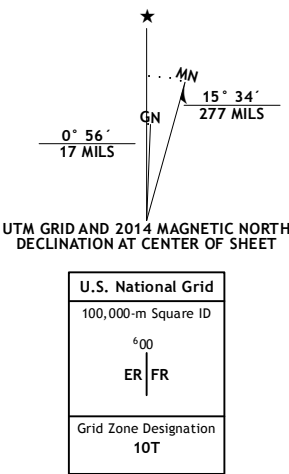 ★
MN
GN
15° 34´
277 MILS
0° 56´
17 MILS
UTM GRID AND 2014 MAGNETIC NORTH
DECLINATION AT CENTER OF SHEET
U.S. National Grid
100,000-m Square ID
⁶00
ER FR
Grid Zone Designation
10T